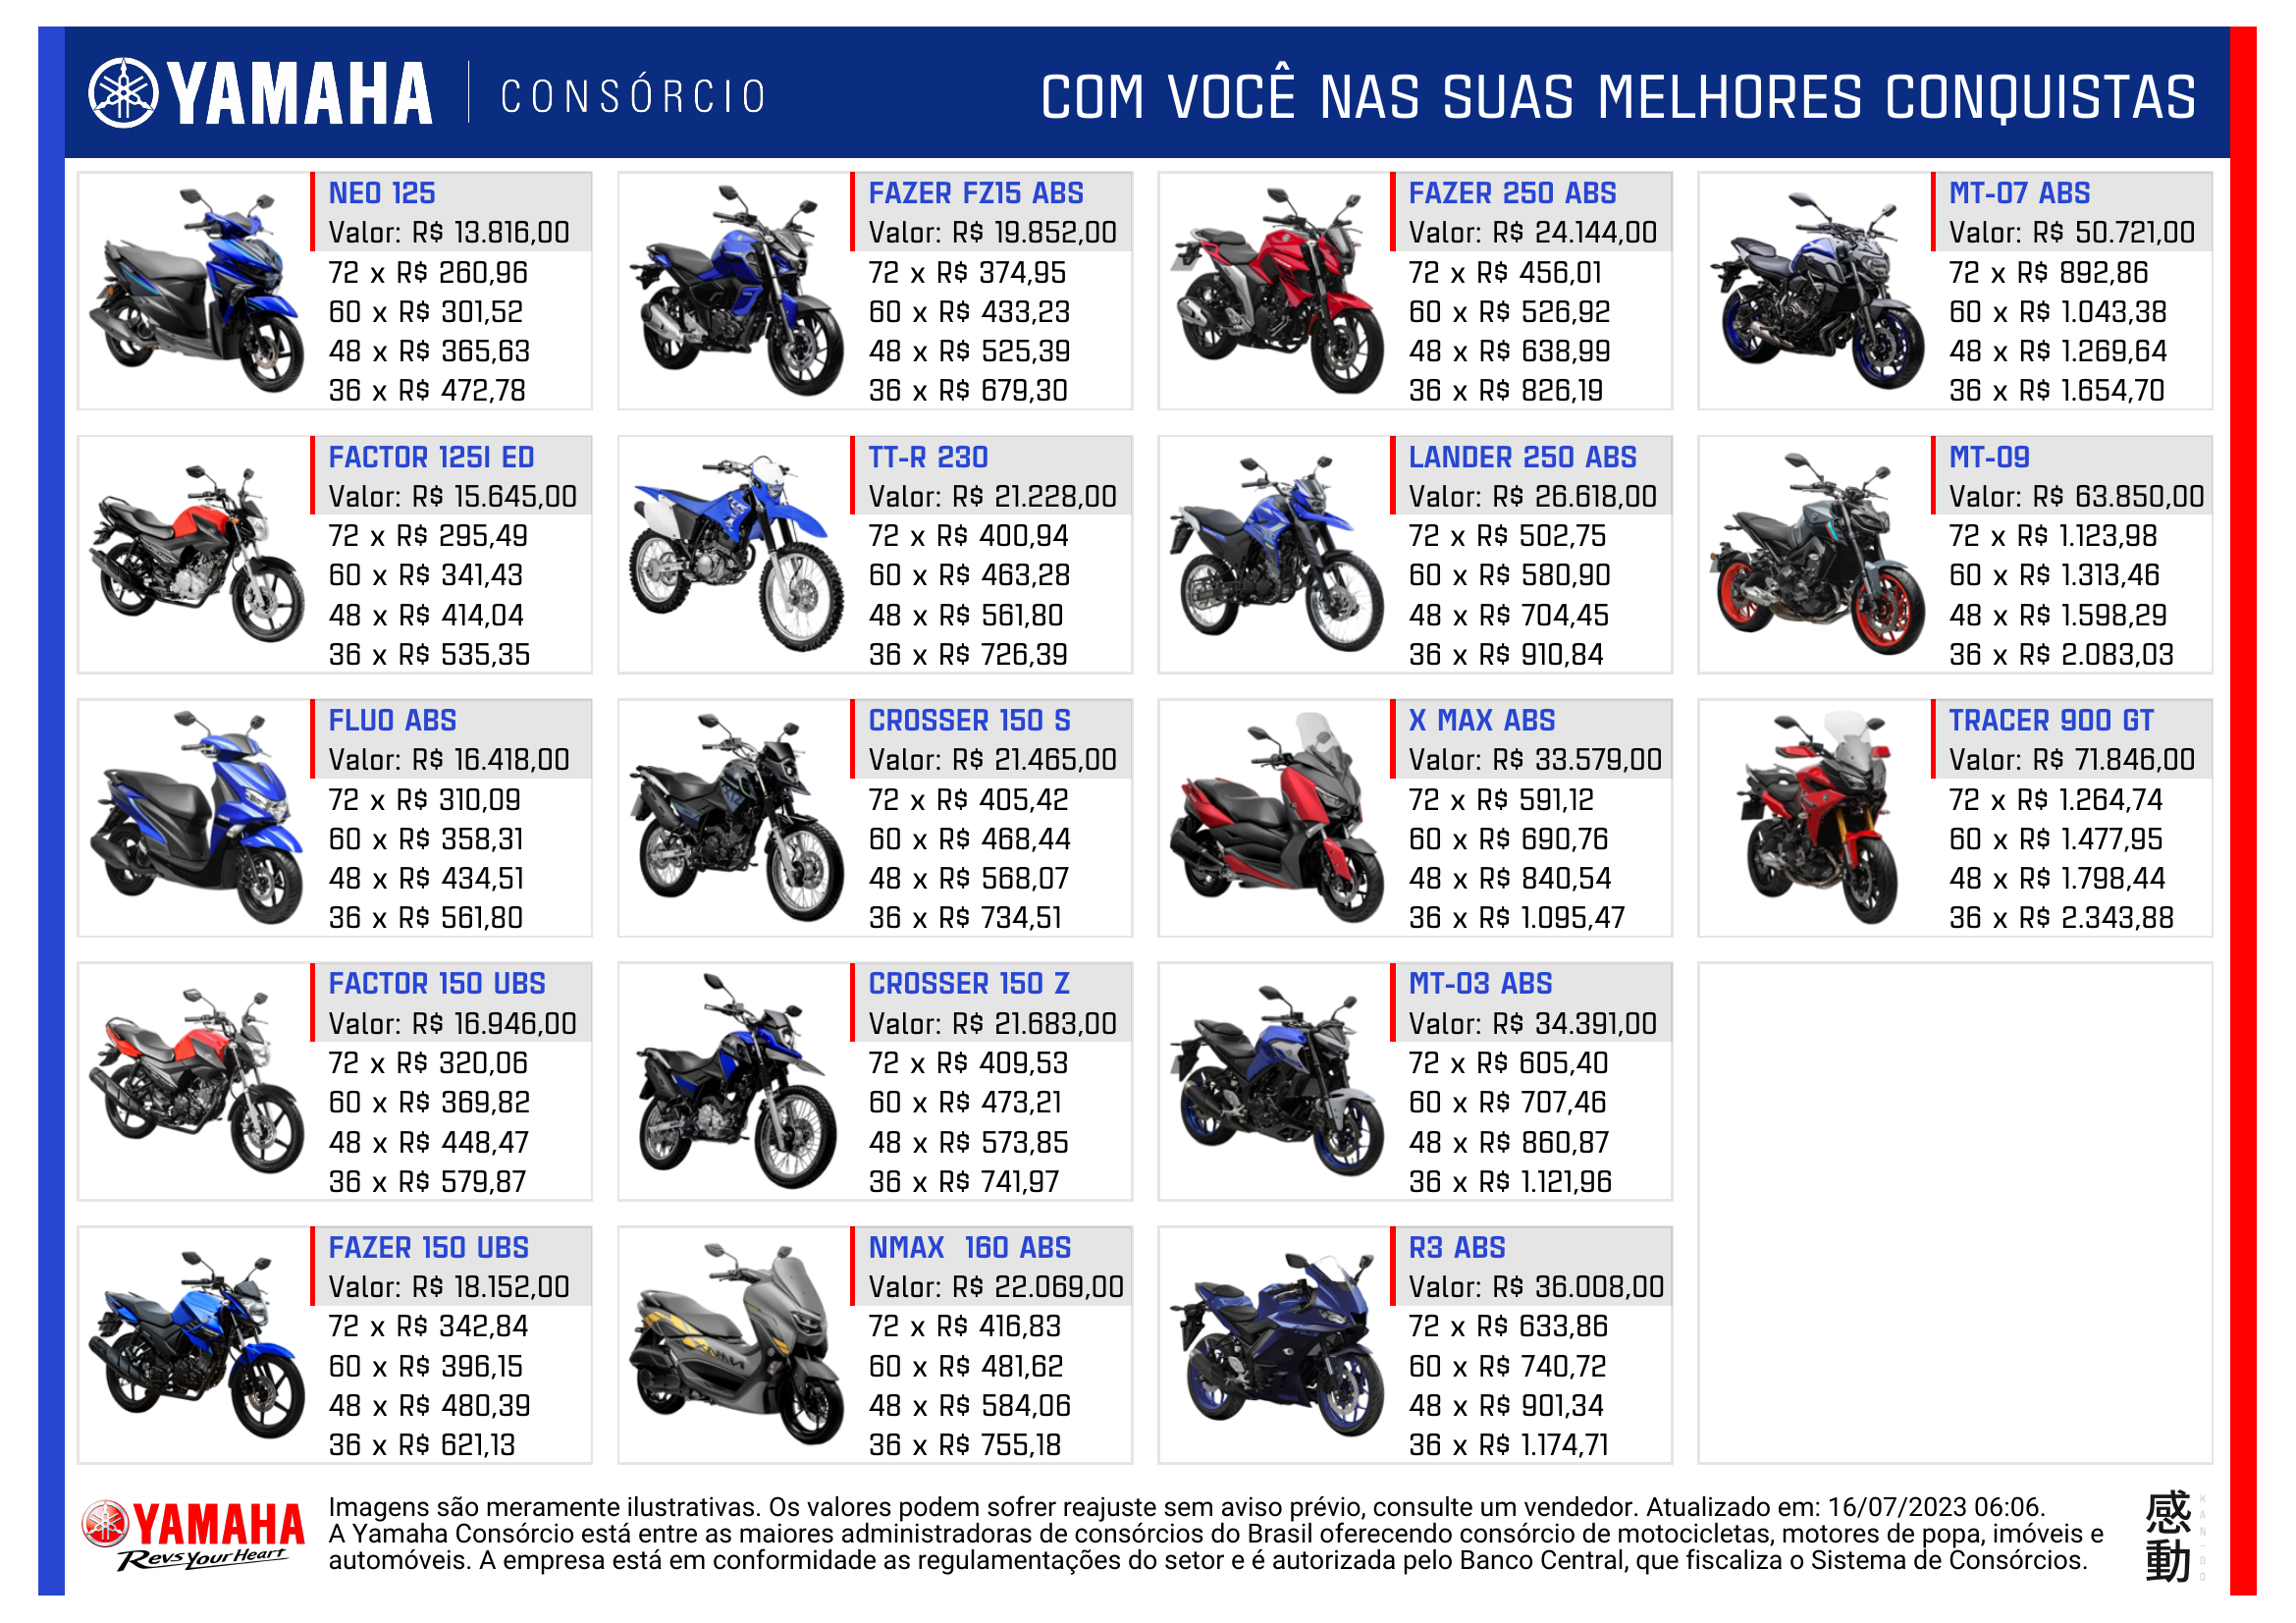 YAMAHA CONSÓRCIO
COM VOCÊ NAS SUAS MELHORES CONQUISTAS
NEO 125
Valor: R$ 13.816,00
72 x R$ 260,96
60 x R$ 301,52
48 x R$ 365,63
36 x R$ 472,78
FACTOR 125I ED
Valor: R$ 15.645,00
72 x R$ 295,49
60 x R$ 341,43
48 x R$ 414,04
36 x R$ 535,35
FLUO ABS
Valor: R$ 16.418,00
72 x R$ 310,09
60 x R$ 358,31
48 x R$ 434,51
36 x R$ 561,80
FACTOR 150 UBS
Valor: R$ 16.946,00
72 x R$ 320,06
60 x R$ 369,82
48 x R$ 448,47
36 x R$ 579,87
FAZER 150 UBS
Valor: R$ 18.152,00
72 x R$ 342,84
60 x R$ 396,15
48 x R$ 480,39
36 x R$ 621,13
FAZER FZ15 ABS
Valor: R$ 19.852,00
72 x R$ 374,95
60 x R$ 433,23
48 x R$ 525,39
36 x R$ 679,30
TT-R 230
Valor: R$ 21.228,00
72 x R$ 400,94
60 x R$ 463,28
48 x R$ 561,80
36 x R$ 726,39
CROSSER 150 S
Valor: R$ 21.465,00
72 x R$ 405,42
60 x R$ 468,44
48 x R$ 568,07
36 x R$ 734,51
CROSSER 150 Z
Valor: R$ 21.683,00
72 x R$ 409,53
60 x R$ 473,21
48 x R$ 573,85
36 x R$ 741,97
NMAX 160 ABS
Valor: R$ 22.069,00
72 x R$ 416,83
60 x R$ 481,62
48 x R$ 584,06
36 x R$ 755,18
FAZER 250 ABS
Valor: R$ 24.144,00
72 x R$ 456,01
60 x R$ 526,92
48 x R$ 638,99
36 x R$ 826,19
LANDER 250 ABS
Valor: R$ 26.618,00
72 x R$ 502,75
60 x R$ 580,90
48 x R$ 704,45
36 x R$ 910,84
X MAX ABS
Valor: R$ 33.579,00
72 x R$ 591,12
60 x R$ 690,76
48 x R$ 840,54
36 x R$ 1.095,47
MT-03 ABS
Valor: R$ 34.391,00
72 x R$ 605,40
60 x R$ 707,46
48 x R$ 860,87
36 x R$ 1.121,96
R3 ABS
Valor: R$ 36.008,00
72 x R$ 633,86
60 x R$ 740,72
48 x R$ 901,34
36 x R$ 1.174,71
MT-07 ABS
Valor: R$ 50.721,00
72 x R$ 892,86
60 x R$ 1.043,38
48 x R$ 1.269,64
36 x R$ 1.654,70
MT-09
Valor: R$ 63.850,00
72 x R$ 1.123,98
60 x R$ 1.313,46
48 x R$ 1.598,29
36 x R$ 2.083,03
TRACER 900 GT
Valor: R$ 71.846,00
72 x R$ 1.264,74
60 x R$ 1.477,95
48 x R$ 1.798,44
36 x R$ 2.343,88
YAMAHA
Revs Your Heart
Imagens são meramente ilustrativas. Os valores podem sofrer reajuste sem aviso prévio, consulte um vendedor. Atualizado em: 16/07/2023 06:06.
A Yamaha Consórcio está entre as maiores administradoras de consórcios do Brasil oferecendo consórcio de motocicletas, motores de popa, imóveis e
automóveis. A empresa está em conformidade as regulamentações do setor e é autorizada pelo Banco Central, que fiscaliza o Sistema de Consórcios.
感動
KAN-DO